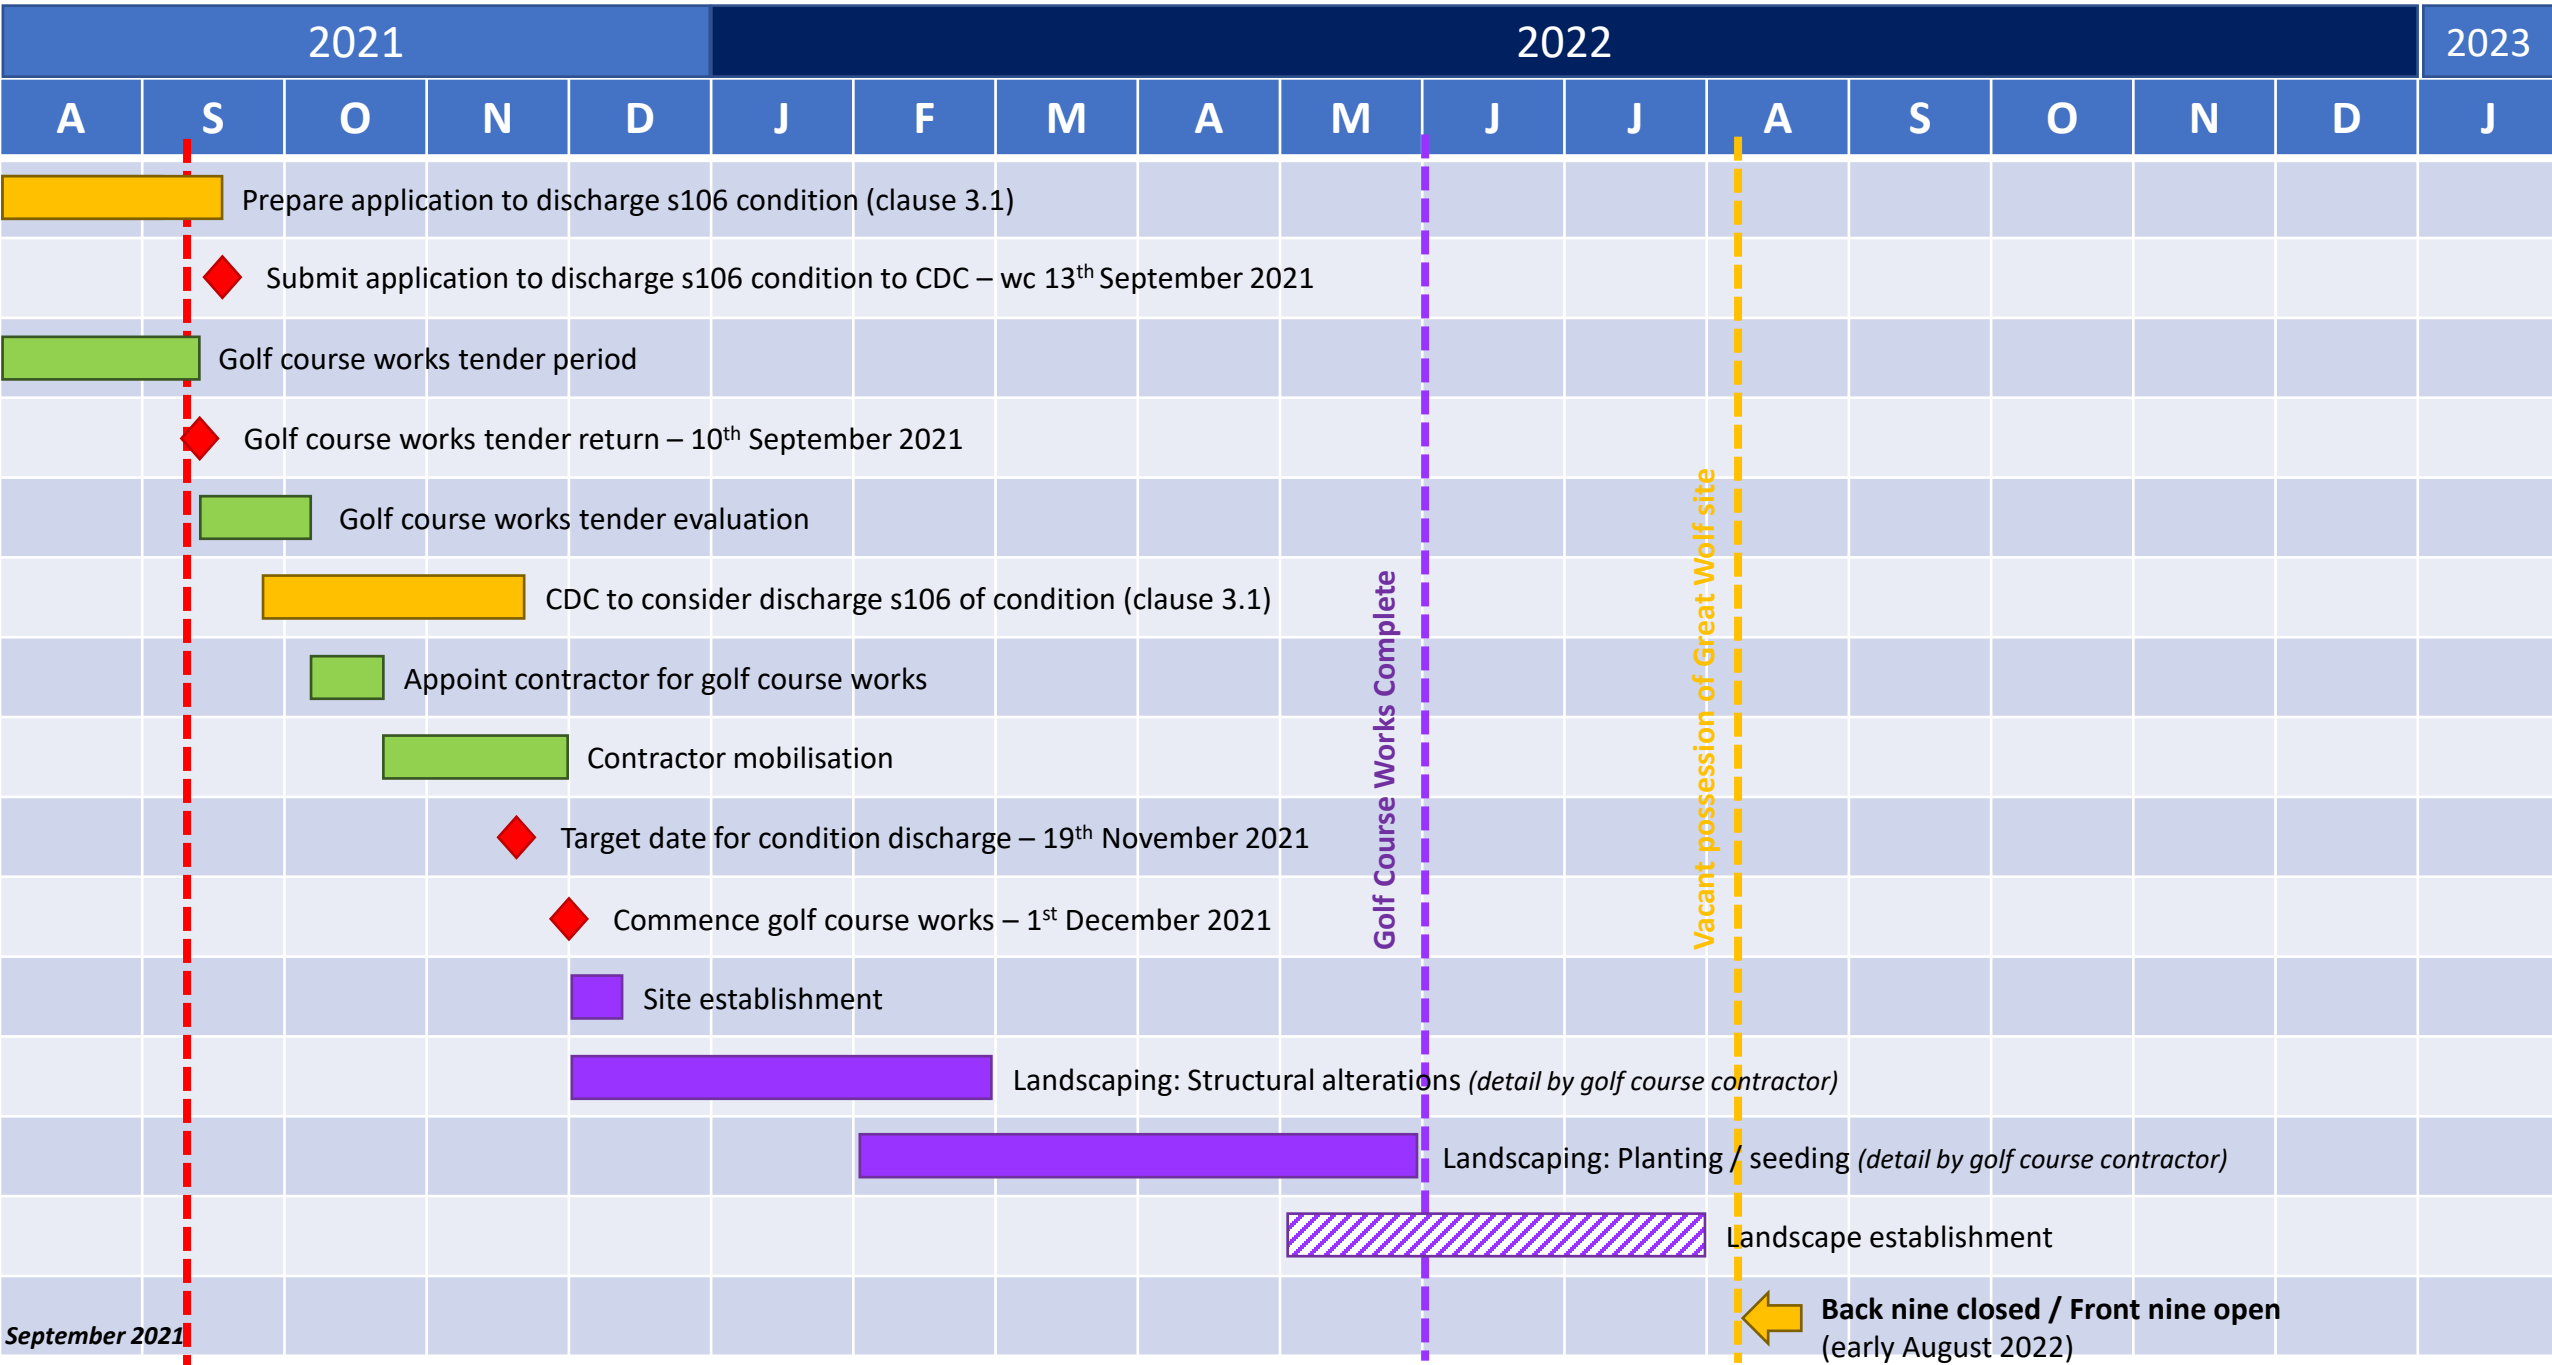 2021 2022 2023
A S O N D J F M A M J J A S O N D J
Prepare application to discharge s106 condition (clause 3.1)
Submit application to discharge s106 condition to CDC – wc 13th September 2021
Golf course works tender period
Golf course works tender return – 10th September 2021
Golf course works tender evaluation
CDC to consider discharge s106 of condition (clause 3.1)
Appoint contractor for golf course works
Contractor mobilisation
Target date for condition discharge – 19th November 2021
Commence golf course works – 1st December 2021
Golf Course Works Complete
Vacant possession of Great Wolf site
Site establishment
Landscaping: Structural alterations (detail by golf course contractor)
Landscaping: Planting / seeding (detail by golf course contractor)
Landscape establishment
Back nine closed / Front nine open
(early August 2022)
September 2021